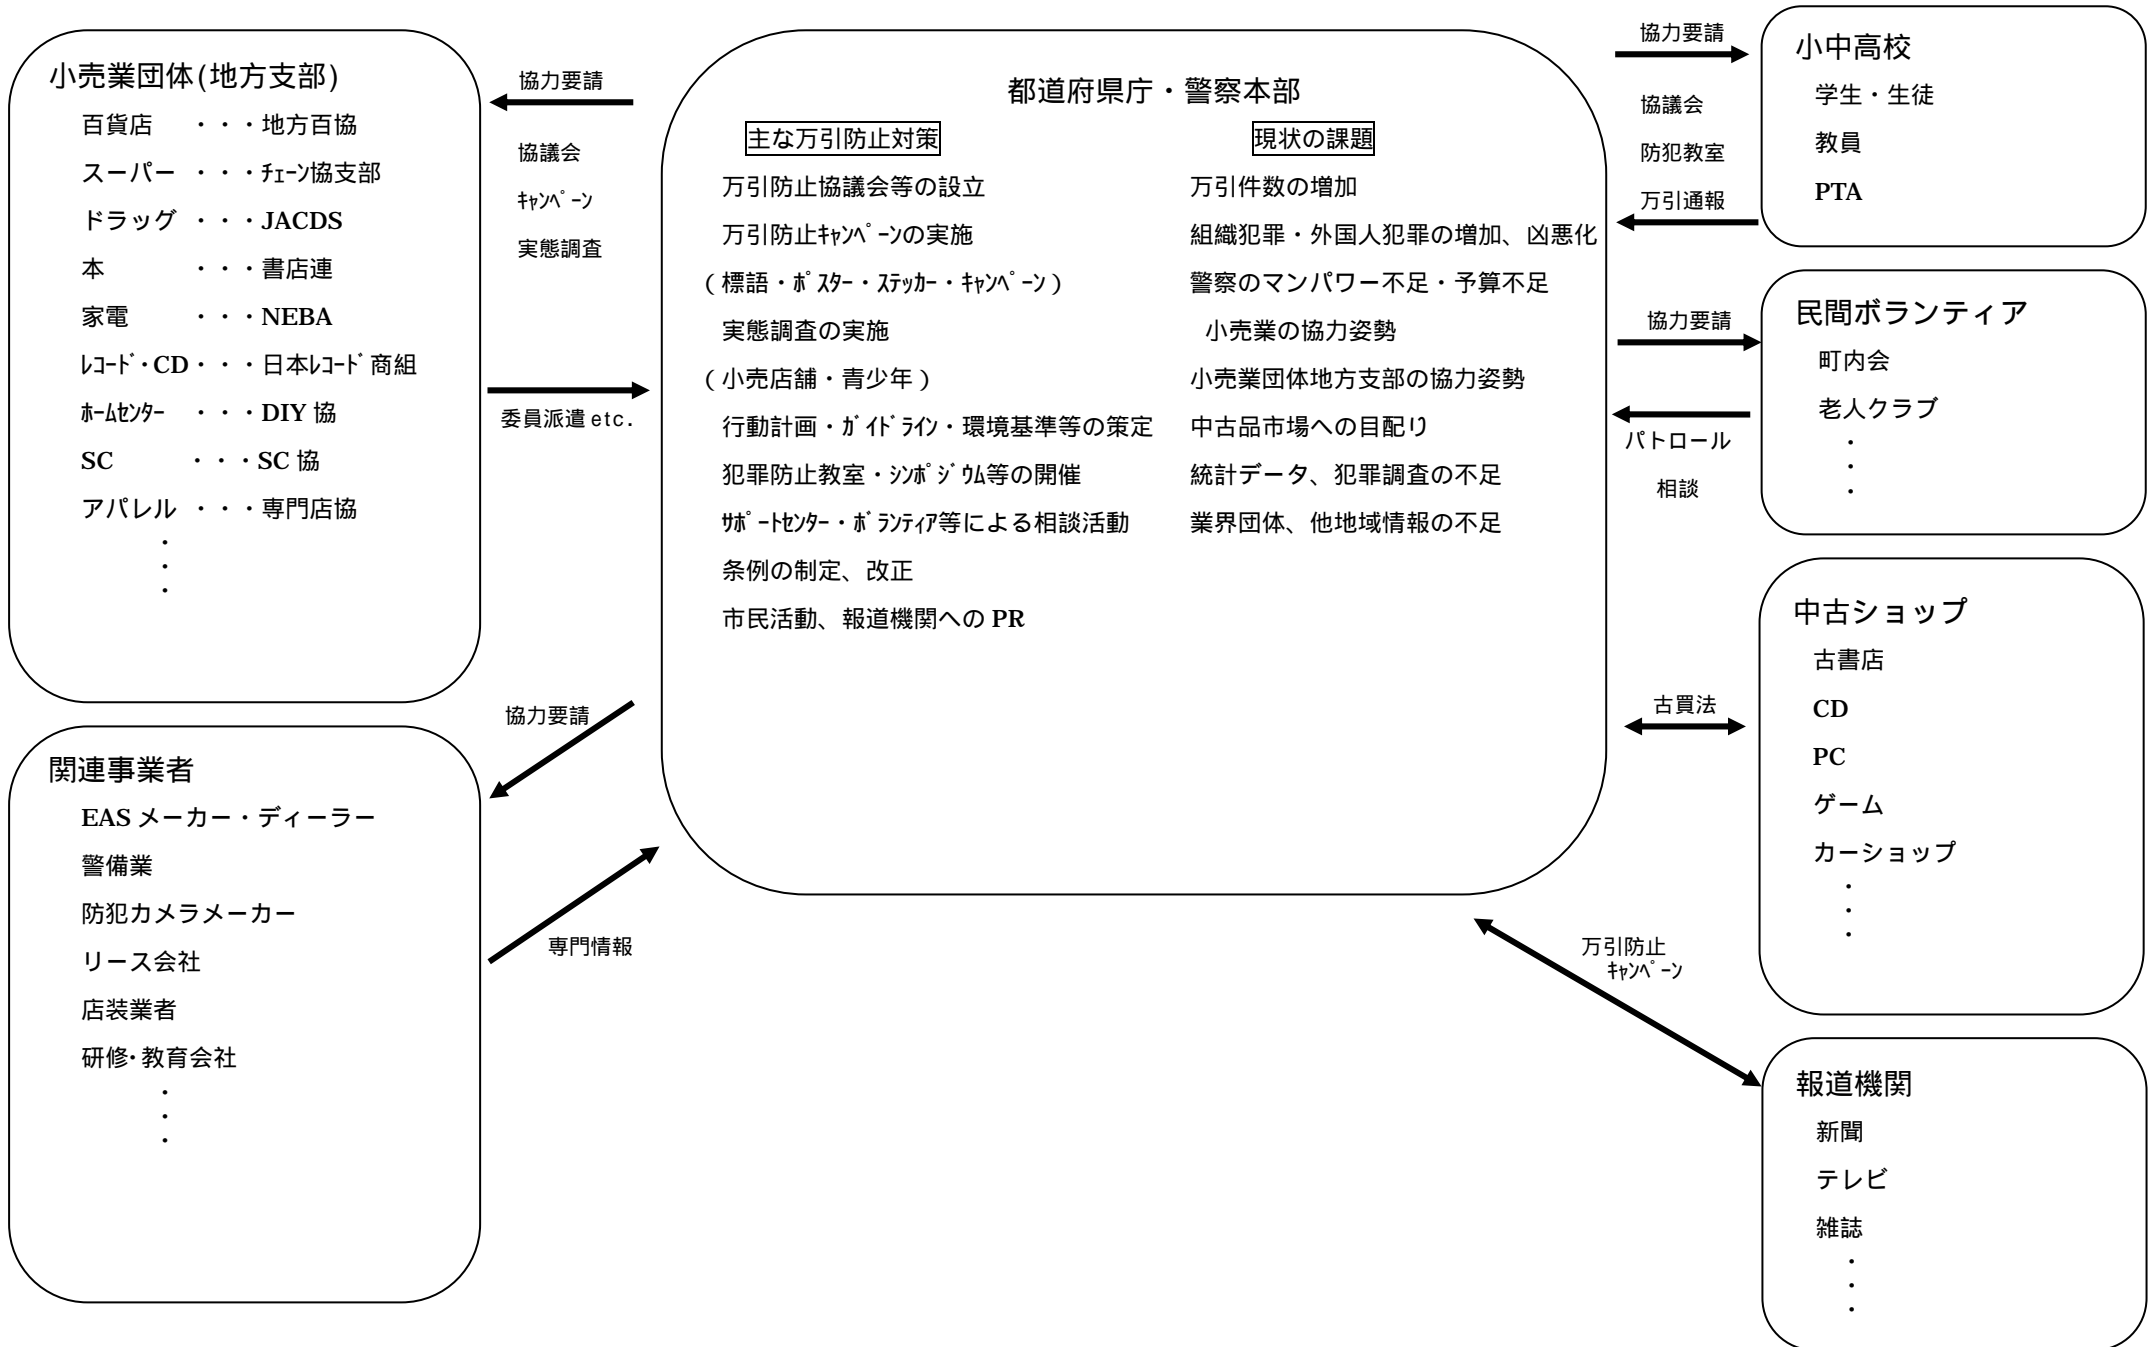 小売業団体(地方支部)
百貨店 ・・・地方百協
スーパー ・・・ﾁｪｰﾝ協支部
ドラッグ ・・・JACDS
本 ・・・書店連
家電 ・・・NEBA
ﾚｺｰﾄﾞ・CD・・・日本ﾚｺｰﾄﾞ商組
ﾎｰﾑｾﾝﾀｰ ・・・DIY 協
SC ・・・SC 協
アパレル ・・・専門店協
・
・
・
関連事業者
EAS メーカー・ディーラー
警備業
防犯カメラメーカー
リース会社
店装業者
研修・教育会社
・
・
・
協力要請
協議会
ｷｬﾝﾍﾟｰﾝ
実態調査
委員派遣 etc.
協力要請
専門情報
都道府県庁・警察本部
主な万引防止対策
万引防止協議会等の設立
万引防止ｷｬﾝﾍﾟｰﾝの実施
（標語・ﾎﾟｽﾀｰ・ｽﾃｯｶｰ・ｷｬﾝﾍﾟｰﾝ）
実態調査の実施
（小売店舗・青少年）
行動計画・ｶﾞｲﾄﾞﾗｲﾝ・環境基準等の策定
犯罪防止教室・ｼﾝﾎﾟｼﾞｳﾑ等の開催
ｻﾎﾟｰﾄｾﾝﾀｰ・ﾎﾞﾗﾝﾃｨｱ等による相談活動
条例の制定、改正
市民活動、報道機関への PR
現状の課題
万引件数の増加
組織犯罪・外国人犯罪の増加、凶悪化
警察のマンパワー不足・予算不足
小売業の協力姿勢
小売業団体地方支部の協力姿勢
中古品市場への目配り
統計データ、犯罪調査の不足
業界団体、他地域情報の不足
協力要請
協議会
防犯教室
万引通報
協力要請
パトロール
相談
古買法
万引防止
ｷｬﾝﾍﾟｰﾝ
小中高校
学生・生徒
教員
PTA
民間ボランティア
町内会
老人クラブ
・
・
・
中古ショップ
古書店
CD
PC
ゲーム
カーショップ
・
・
・
報道機関
新聞
テレビ
雑誌
・
・
・